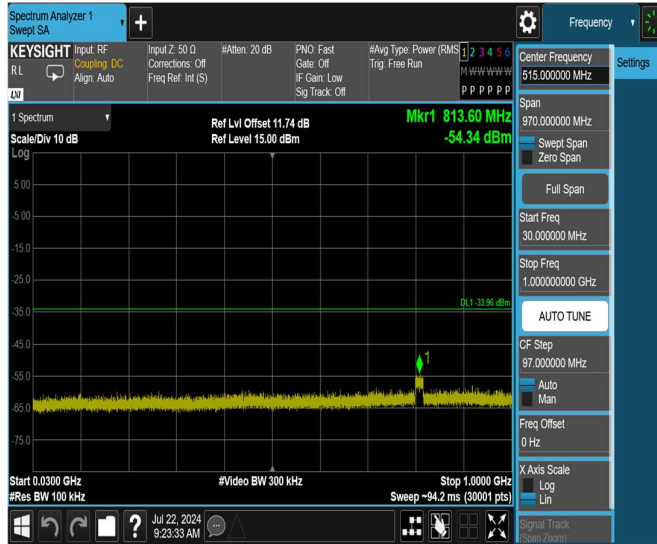 Spectrum Analyzer 1
Swept SA
Frequency
KEYSIGHT
RL
LXI
Input: RF
Coupling: DC
Align: Auto
Input Z: 50 Ω
Corrections: Off
Freq Ref: Int (S)
#Atten: 20 dB
PNO: Fast
Gate: Off
IF Gain: Low
Sig Track: Off
#Avg Type: Power (RMS
Trig: Free Run
1 2 3 4 5 6
M W W W W W
P P P P P P
1 Spectrum
Scale/Div 10 dB
Ref Lvl Offset 11.74 dB
Ref Level 15.00 dBm
Mkr1 813.60 MHz
-54.34 dBm
Log
5.00
-5.00
-15.0
-25.0
DL1 -33.96 dBm
-35.0
-45.0
1
-55.0
-65.0
-75.0
Start 0.0300 GHz
#Res BW 100 kHz
#Video BW 300 kHz
Stop 1.0000 GHz
Sweep ~94.2 ms (30001 pts)
Jul 22, 2024
9:23:33 AM
Center Frequency
515.000000 MHz
Settings
Span
970.000000 MHz
Swept Span
Zero Span
Full Span
Start Freq
30.000000 MHz
Stop Freq
1.000000000 GHz
AUTO TUNE
CF Step
97.000000 MHz
Auto
Man
Freq Offset
0 Hz
X Axis Scale
Log
Lin
Signal Track
(Span Zoom)